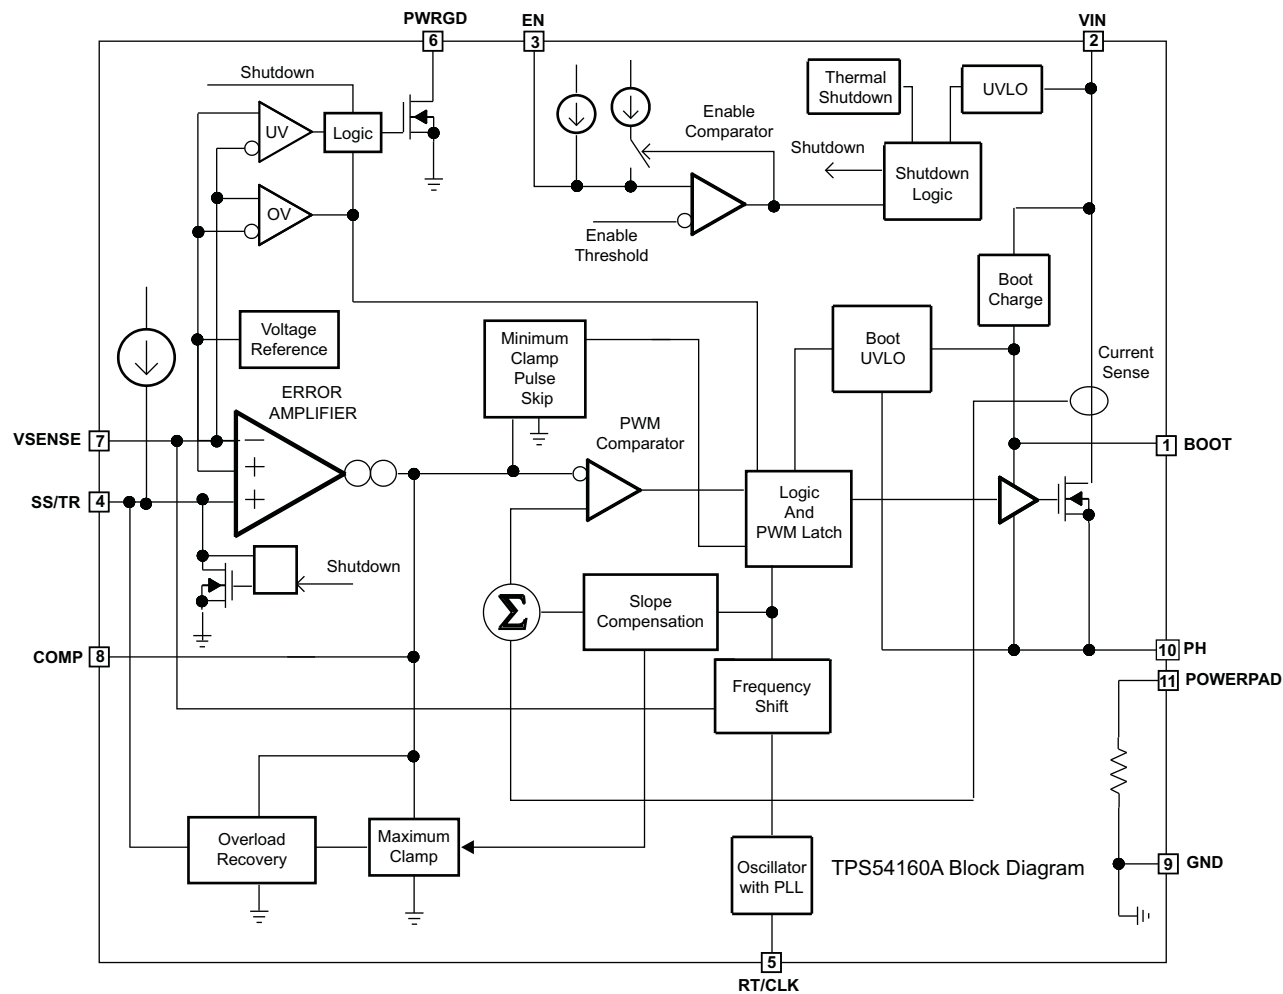 PWRGD
EN
VIN
6
3
2
Shutdown
Thermal
Shutdown
UVLO
UV
Logic
Enable
Comparator
Shutdown
Shutdown
Logic
OV
Enable
Threshold
Boot
Charge
Voltage
Reference
Minimum
Clamp
Pulse
Skip
Boot
UVLO
Current
Sense
ERROR
AMPLIFIER
PWM
Comparator
VSENSE
7
−
1
BOOT
+
SS/TR
4
+
Logic
And
PWM Latch
Shutdown
Σ
Slope
Compensation
COMP
8
10
PH
11
POWERPAD
Frequency
Shift
Overload
Recovery
Maximum
Clamp
Oscillator
with PLL
TPS54160A Block Diagram
9
GND
5
RT/CLK